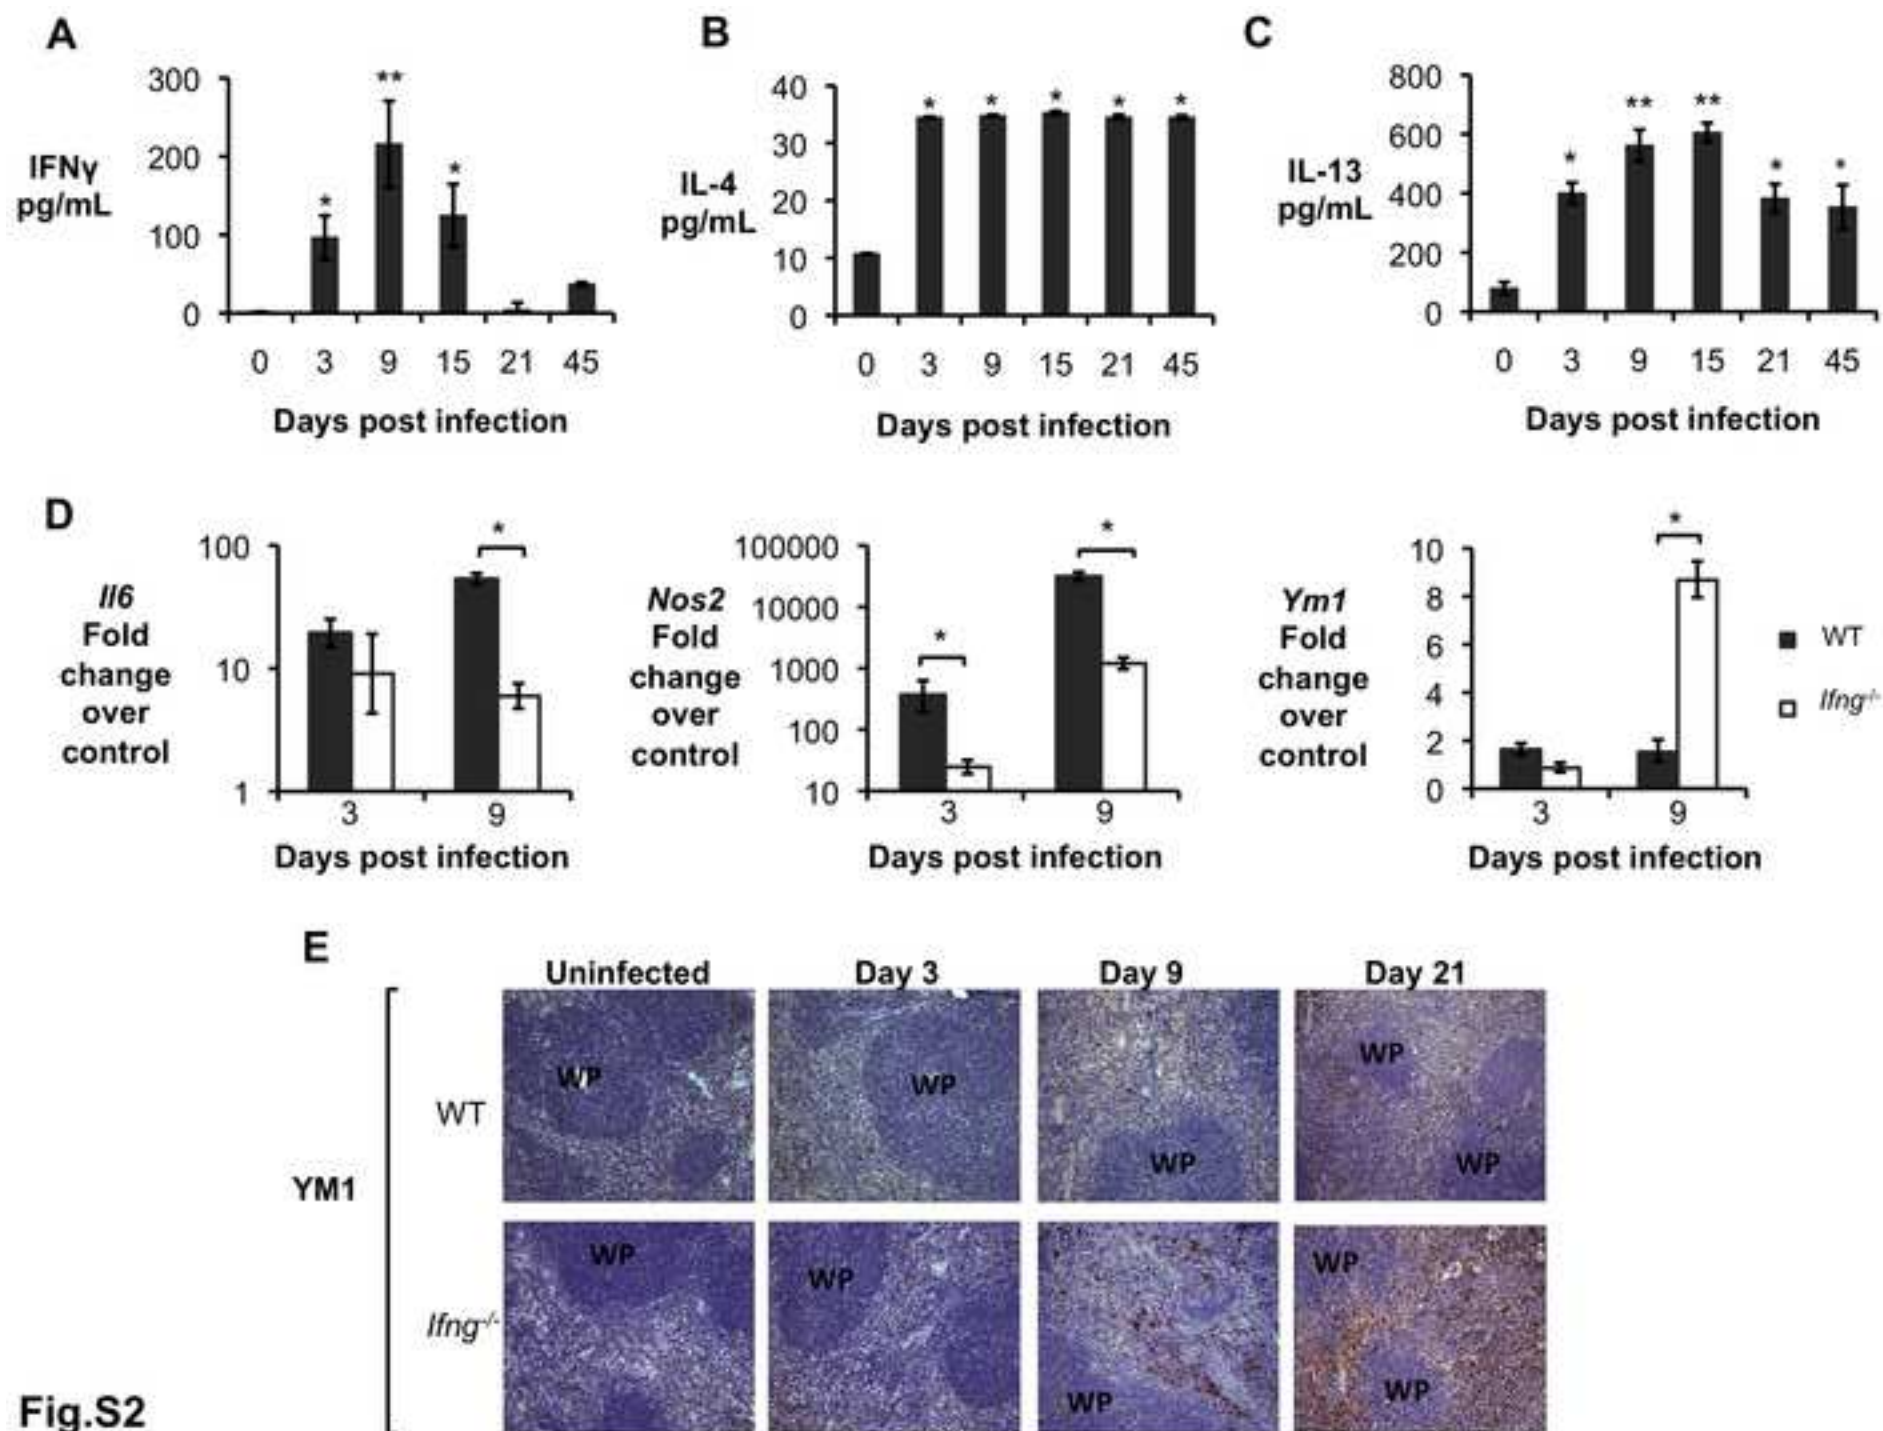 A
IFNγ
pg/mL
300
200
100
0
*
**
*
0 3 9 15 21 45
Days post infection
B
IL-4
pg/mL
40
30
20
10
0
* * * * *
0 3 9 15 21 45
Days post infection
C
IL-13
pg/mL
800
600
400
200
0
* ** ** * *
0 3 9 15 21 45
Days post infection
D
Il6
Fold
change
over
control
100
10
1
*
3 9
Days post infection
Nos2
Fold
change
over
control
100000
10000
1000
100
10
* *
3 9
Days post infection
Ym1
Fold
change
over
control
10
8
6
4
2
0
*
3 9
Days post infection
WT
Ifng-/-
E
Uninfected Day 3 Day 9 Day 21
YM1
WT
WP WP WP WP WP
Ifng-/-
WP WP WP WP WP
Fig.S2